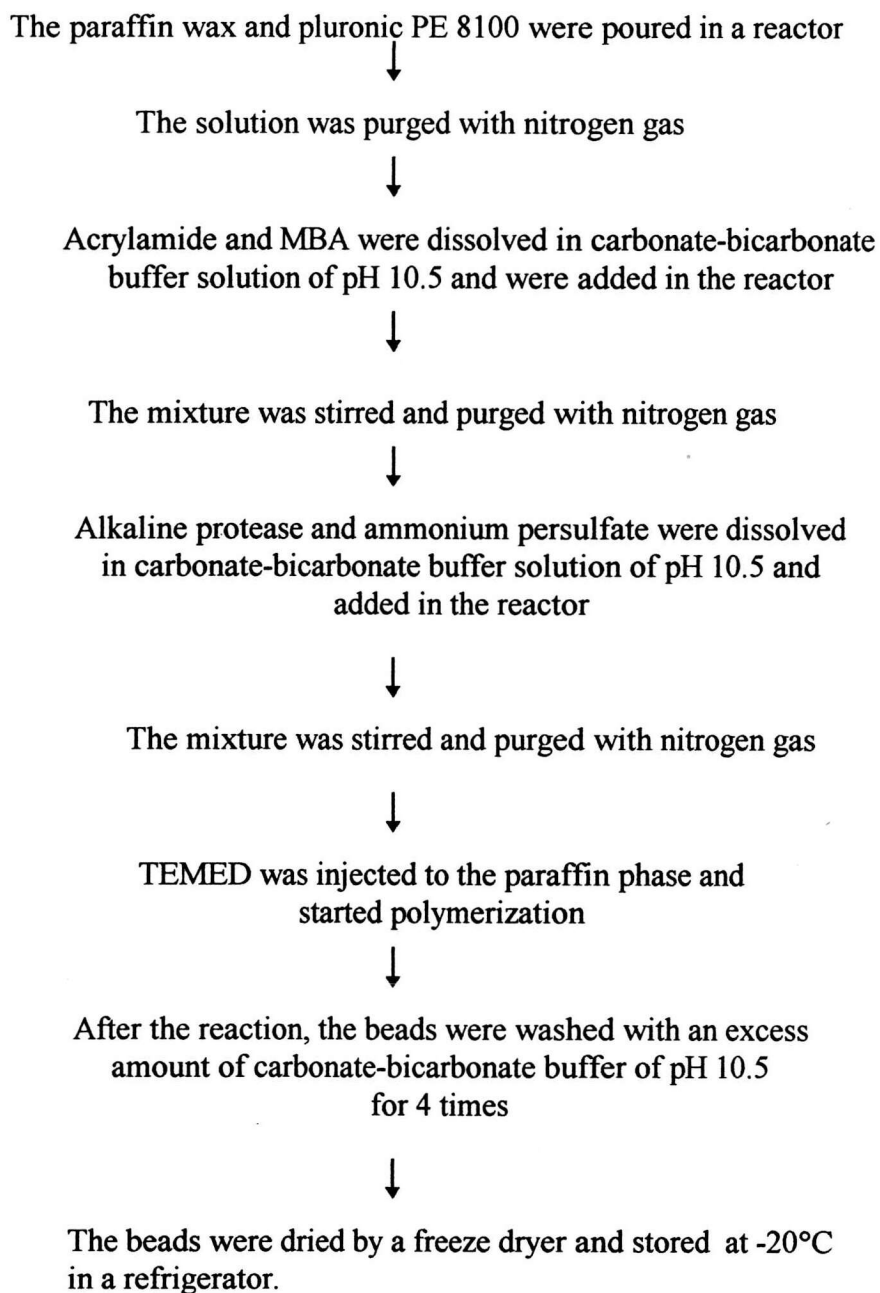 The paraffin wax and pluronic PE 8100 were poured in a reactor
The solution was purged with nitrogen gas
Acrylamide and MBA were dissolved in carbonate-bicarbonate
buffer solution of pH 10.5 and were added in the reactor
The mixture was stirred and purged with nitrogen gas
Alkaline protease and ammonium persulfate were dissolved
in carbonate-bicarbonate buffer solution of pH 10.5 and
added in the reactor
The mixture was stirred and purged with nitrogen gas
TEMED was injected to the paraffin phase and
started polymerization
After the reaction, the beads were washed with an excess
amount of carbonate-bicarbonate buffer of pH 10.5
for 4 times
The beads were dried by a freeze dryer and stored at -20°C
in a refrigerator.